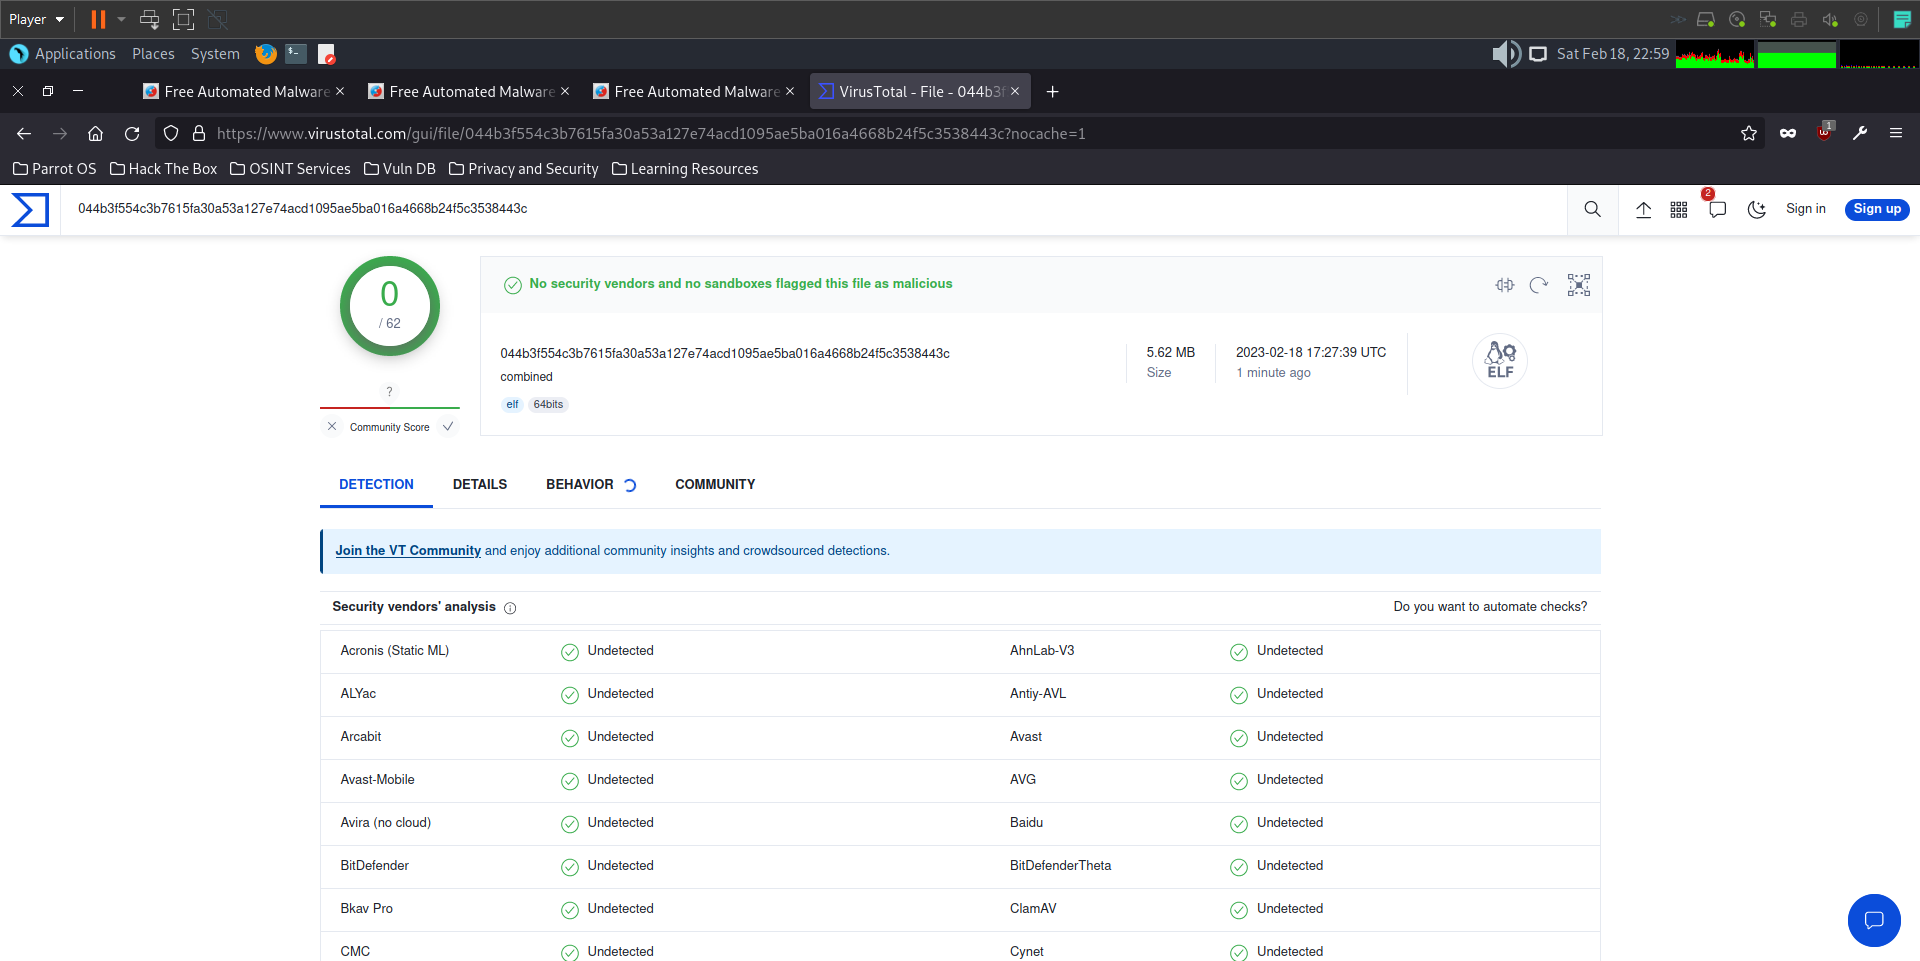 Player
Applications Places System Sat Feb 18, 22:59
Free Automated Malware Free Automated Malware Free Automated Malware VirusTotal - File - 044b3f
https://www.virustotal.com/gui/file/044b3f554c3b7615fa30a53a127e74acd1095ae5ba016a4668b24f5c3538443c?nocache=1 1
Parrot OS Hack The Box OSINT Services Vuln DB Privacy and Security Learning Resources
044b3f554c3b7615fa30a53a127e74acd1095ae5ba016a4668b24f5c3538443c 2 Sign in Sign up
0
/ 62
?
Community Score
No security vendors and no sandboxes flagged this file as malicious
044b3f554c3b7615fa30a53a127e74acd1095ae5ba016a4668b24f5c3538443c
combined
elf 64bits
5.62 MB
Size
2023-02-18 17:27:39 UTC
1 minute ago
ELF
DETECTION DETAILS BEHAVIOR COMMUNITY
Join the VT Community and enjoy additional community insights and crowdsourced detections.
Security vendors' analysis Do you want to automate checks?
Acronis (Static ML) Undetected AhnLab-V3 Undetected
ALYac Undetected Antiy-AVL Undetected
Arcabit Undetected Avast Undetected
Avast-Mobile Undetected AVG Undetected
Avira (no cloud) Undetected Baidu Undetected
BitDefender Undetected BitDefenderTheta Undetected
Bkav Pro Undetected ClamAV Undetected
CMC Undetected Cynet Undetected